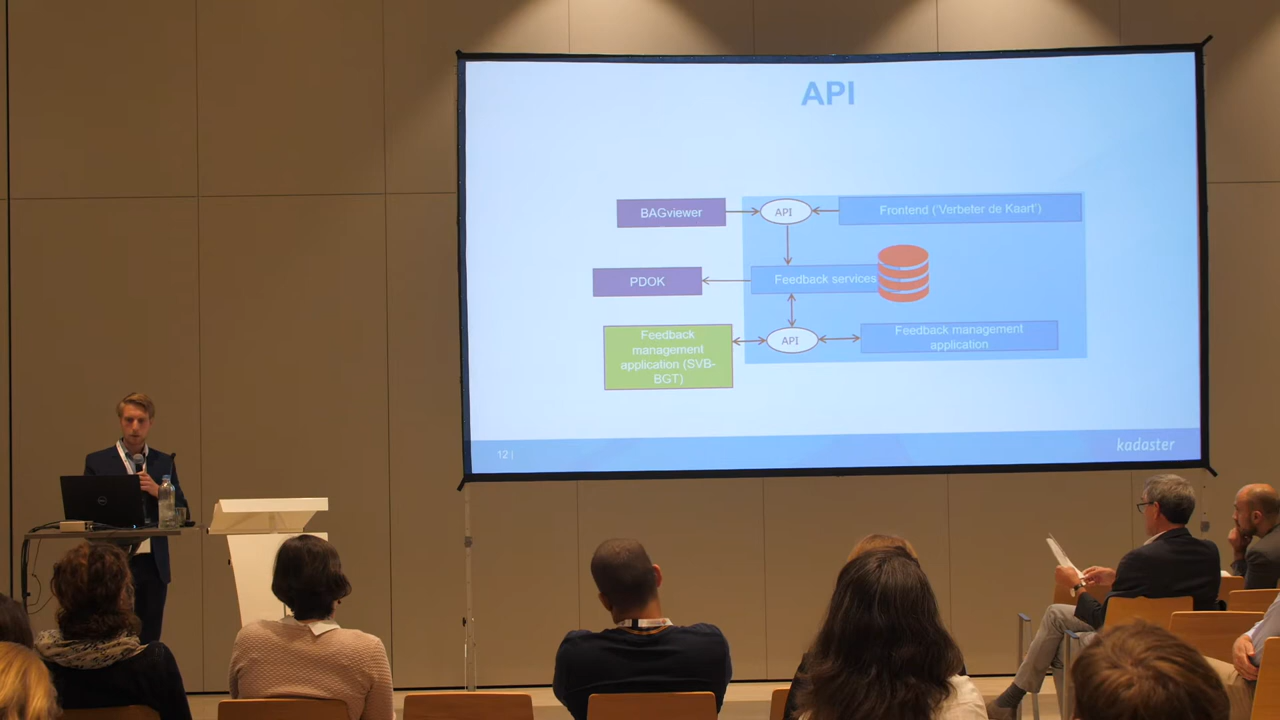 API
BAGviewer
API
Frontend ('Verbeter de Kaart')
PDOK
Feedback services
Feedback
management
application (SVB-
BGT)
API
Feedback management
application
12 |
kadaster